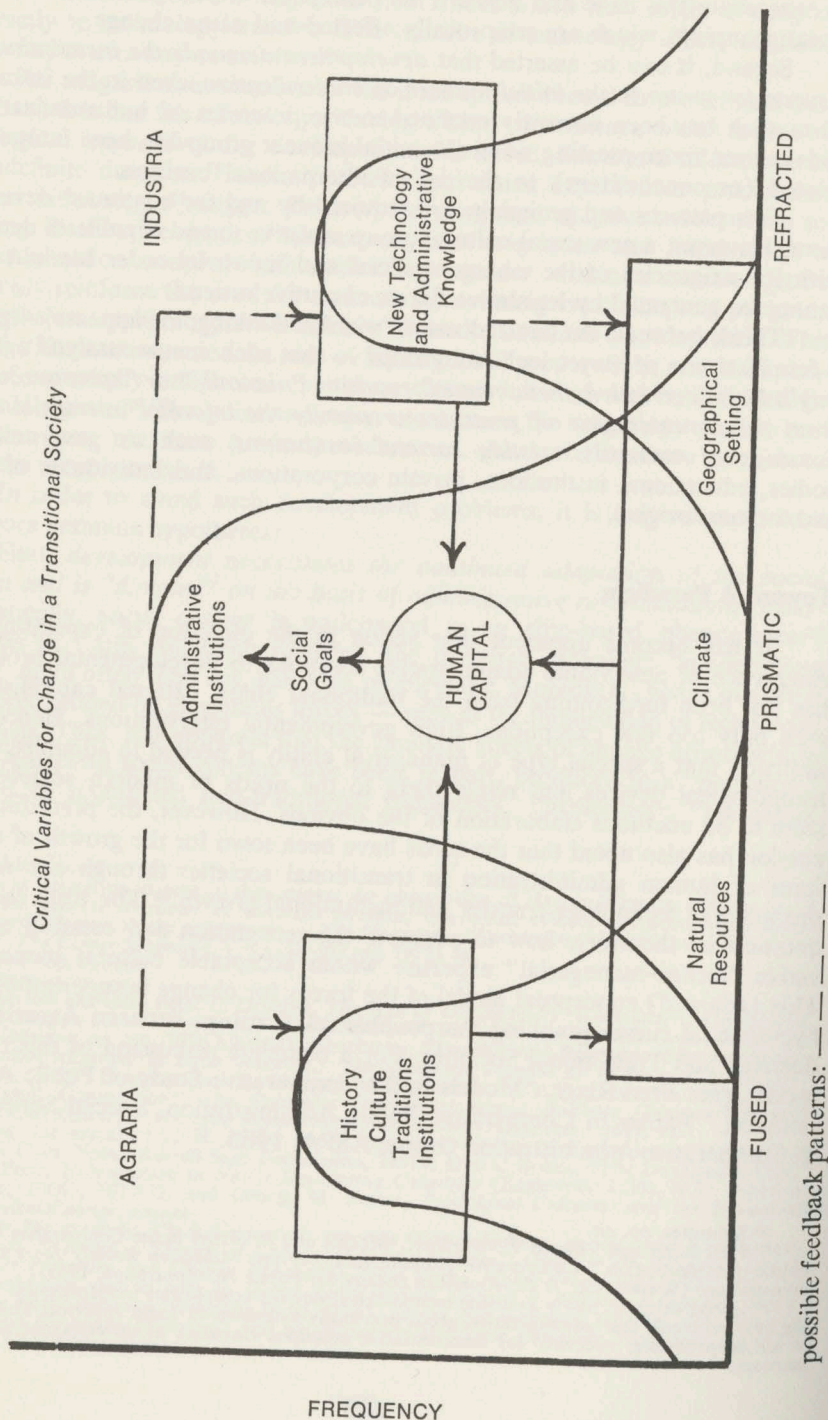 Critical Variables for Change in a Transitional Society
AGRARIA
INDUSTRIA
FREQUENCY
History
Culture
Traditions
Institutions
Administrative
Institutions
Social
Goals
HUMAN
CAPITAL
New Technology
and Administrative
Knowledge
Natural
Resources
Climate
Geographical
Setting
FUSED
PRISMATIC
REFRACTED
possible feedback patterns: — — — — —